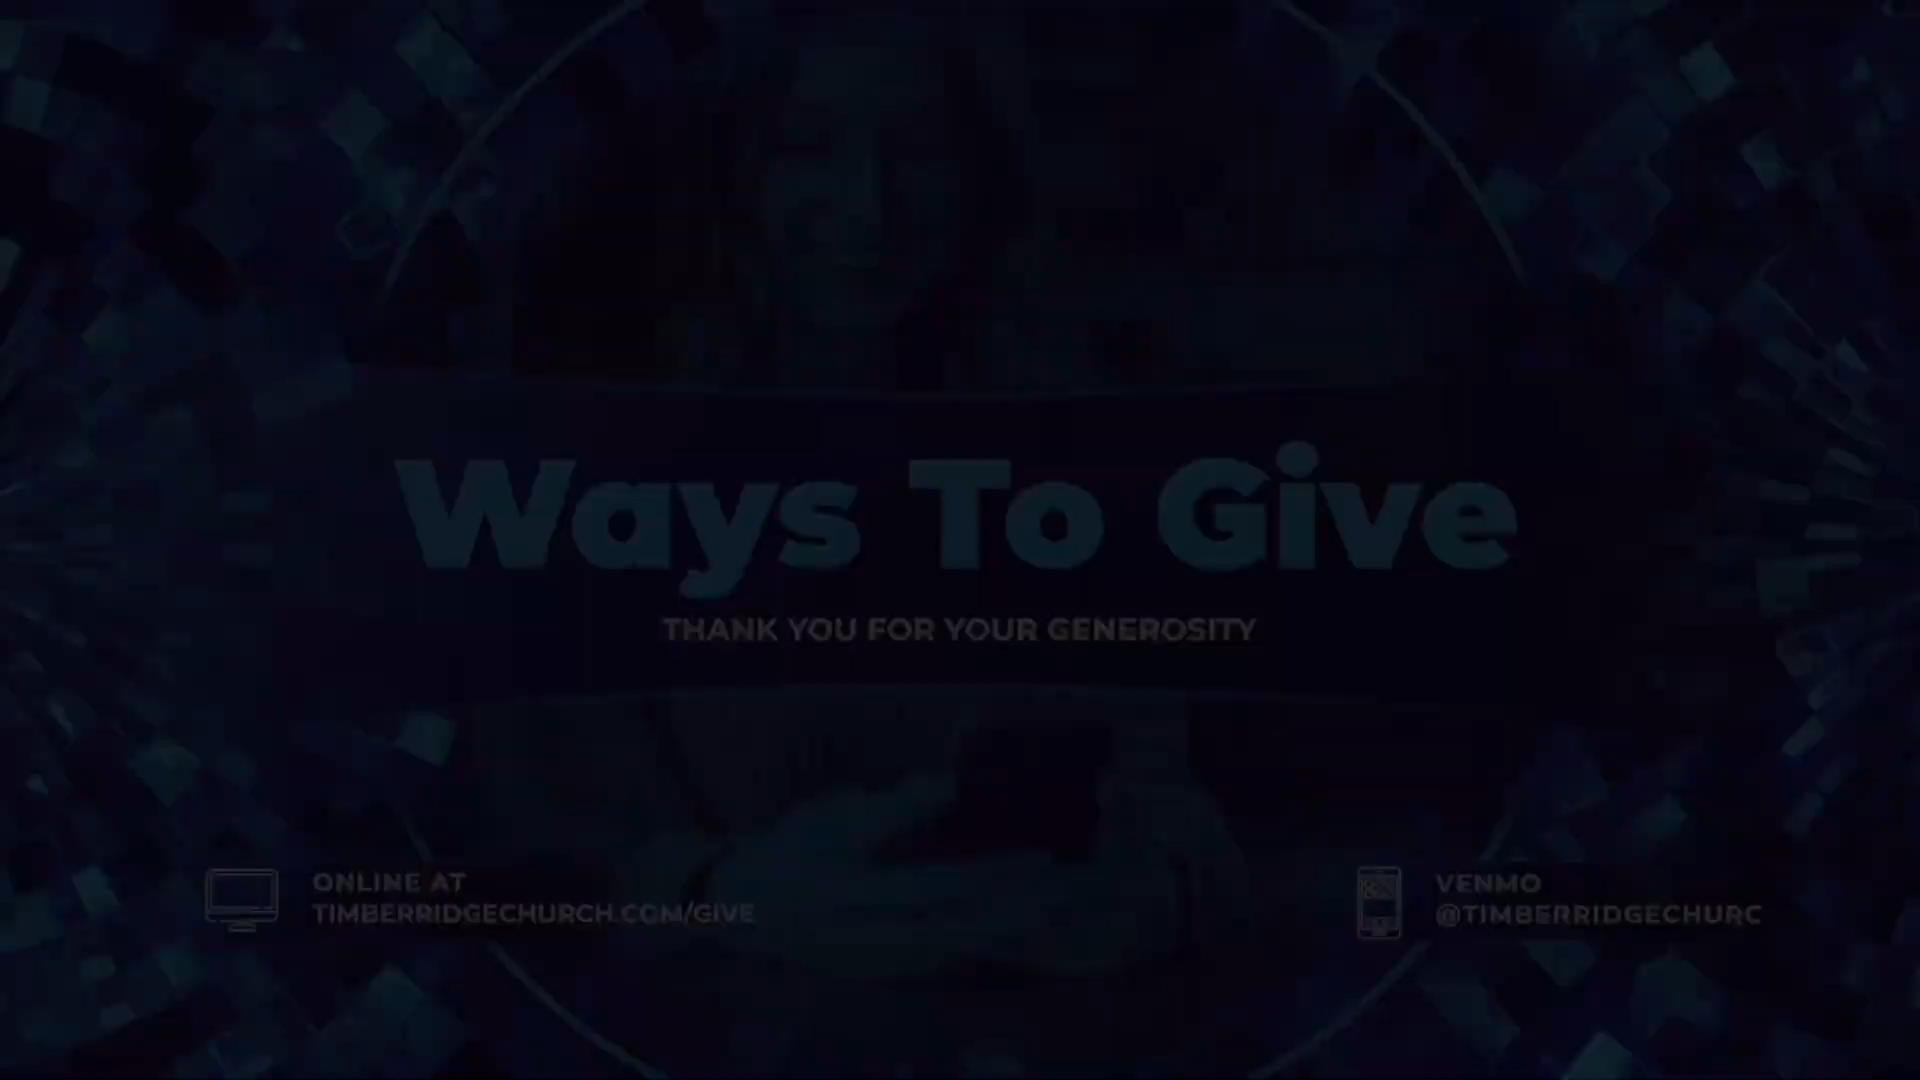 Ways To Give
THANK YOU FOR YOUR GENEROSITY
ONLINE AT
TIMBERRIDGECHURCH.COM/GIVE
VENMO
@TIMBERRIDGECHURC